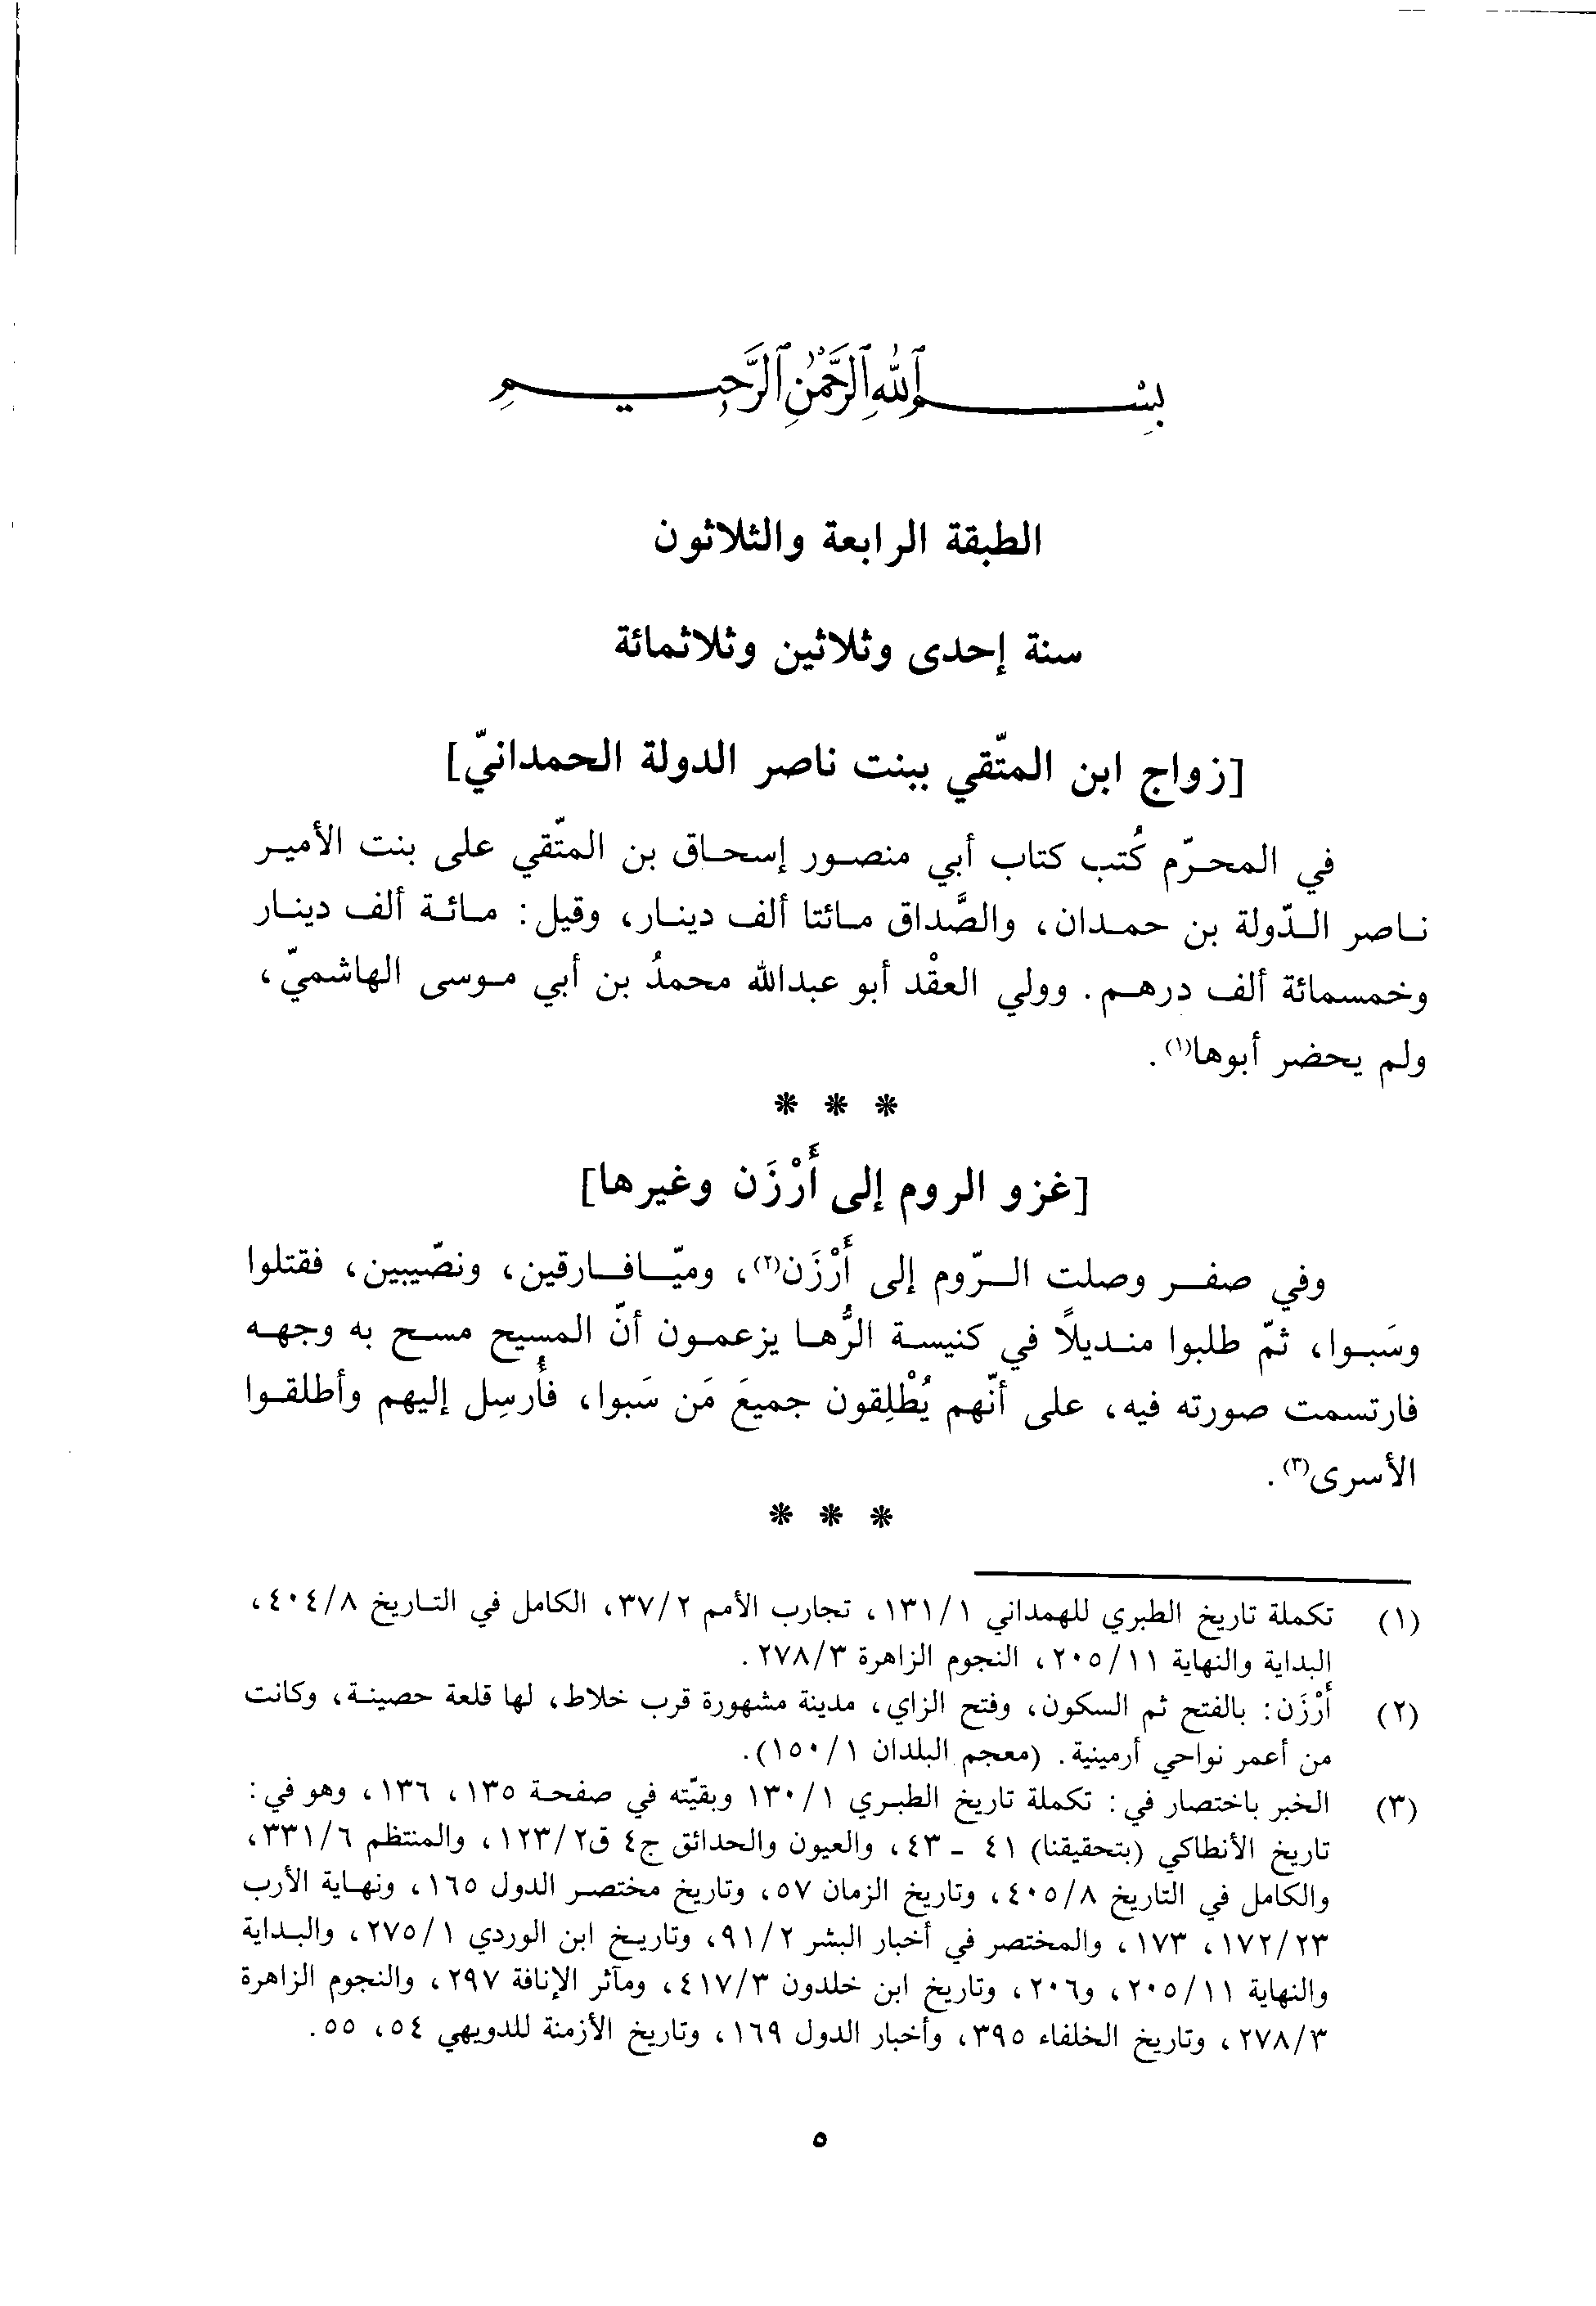 بِسْمِ ٱللَّهِ ٱلرَّحْمَٰنِ ٱلرَّحِيمِ
الطبقة الرابعة والثلاثون
سنة إحدى وثلاثين وثلاثمائة
[زواج ابن المتّقي ببنت ناصر الدولة الحمدانيّ]
في المحرّم كُتب كتاب أبي منصور إسحاق بن المتّقي على بنت الأمير
ناصر الدّولة بن حمدان، والصَّداق مائتا ألف دينار، وقيل: مائة ألف دينار
وخمسمائة ألف درهم. وولي العقْد أبو عبدالله محمدُ بن أبي موسى الهاشميّ،
ولم يحضر أبوها(١).
* * *
[غزو الروم إلى أَرْزَن وغيرها]
وفي صفر وصلت الرّوم إلى أَرْزَن(٢)، وميّافارقين، ونصّيبين، فقتلوا
وسَبوا، ثمّ طلبوا منديلاً في كنيسة الرُّها يزعمون أنّ المسيح مسح به وجهه
فارتسمت صورته فيه، على أنّهم يُطْلِقون جميعَ مَن سَبوا، فأُرسِل إليهم وأطلقوا
الأسرى(٣).
* * *
(١) تكملة تاريخ الطبري للهمداني ١٣١/١، تجارب الأمم ٣٧/٢، الكامل في التاريخ ٤٠٤/٨،
البداية والنهاية ٢٠٥/١١، النجوم الزاهرة ٢٧٨/٣.
(٢) أَرْزَن: بالفتح ثم السكون، وفتح الزاي، مدينة مشهورة قرب خلاط، لها قلعة حصينة، وكانت
من أعمر نواحي أرمينية. (معجم البلدان ١٥٠/١).
(٣) الخبر باختصار في: تكملة تاريخ الطبري ١٣٠/١ وبقيّته في صفحة ١٣٥، ١٣٦، وهو في:
تاريخ الأنطاكي (بتحقيقنا) ٤١ - ٤٣، والعيون والحدائق ج٤ ق١٢٣/٢، والمنتظم ٣٣١/٦،
والكامل في التاريخ ٤٠٥/٨، وتاريخ الزمان ٥٧، وتاريخ مختصر الدول ١٦٥، ونهاية الأرب
١٧٢/٢٣، ١٧٣، والمختصر في أخبار البشر ٩١/٢، وتاريخ ابن الوردي ٢٧٥/١، والبداية
والنهاية ٢٠٥/١١، و٢٠٦، وتاريخ ابن خلدون ٤١٧/٣، ومآثر الإنافة ٢٩٧، والنجوم الزاهرة
٢٧٨/٣، وتاريخ الخلفاء ٣٩٥، وأخبار الدول ١٦٩، وتاريخ الأزمنة للدويهي ٥٤، ٥٥.
٥